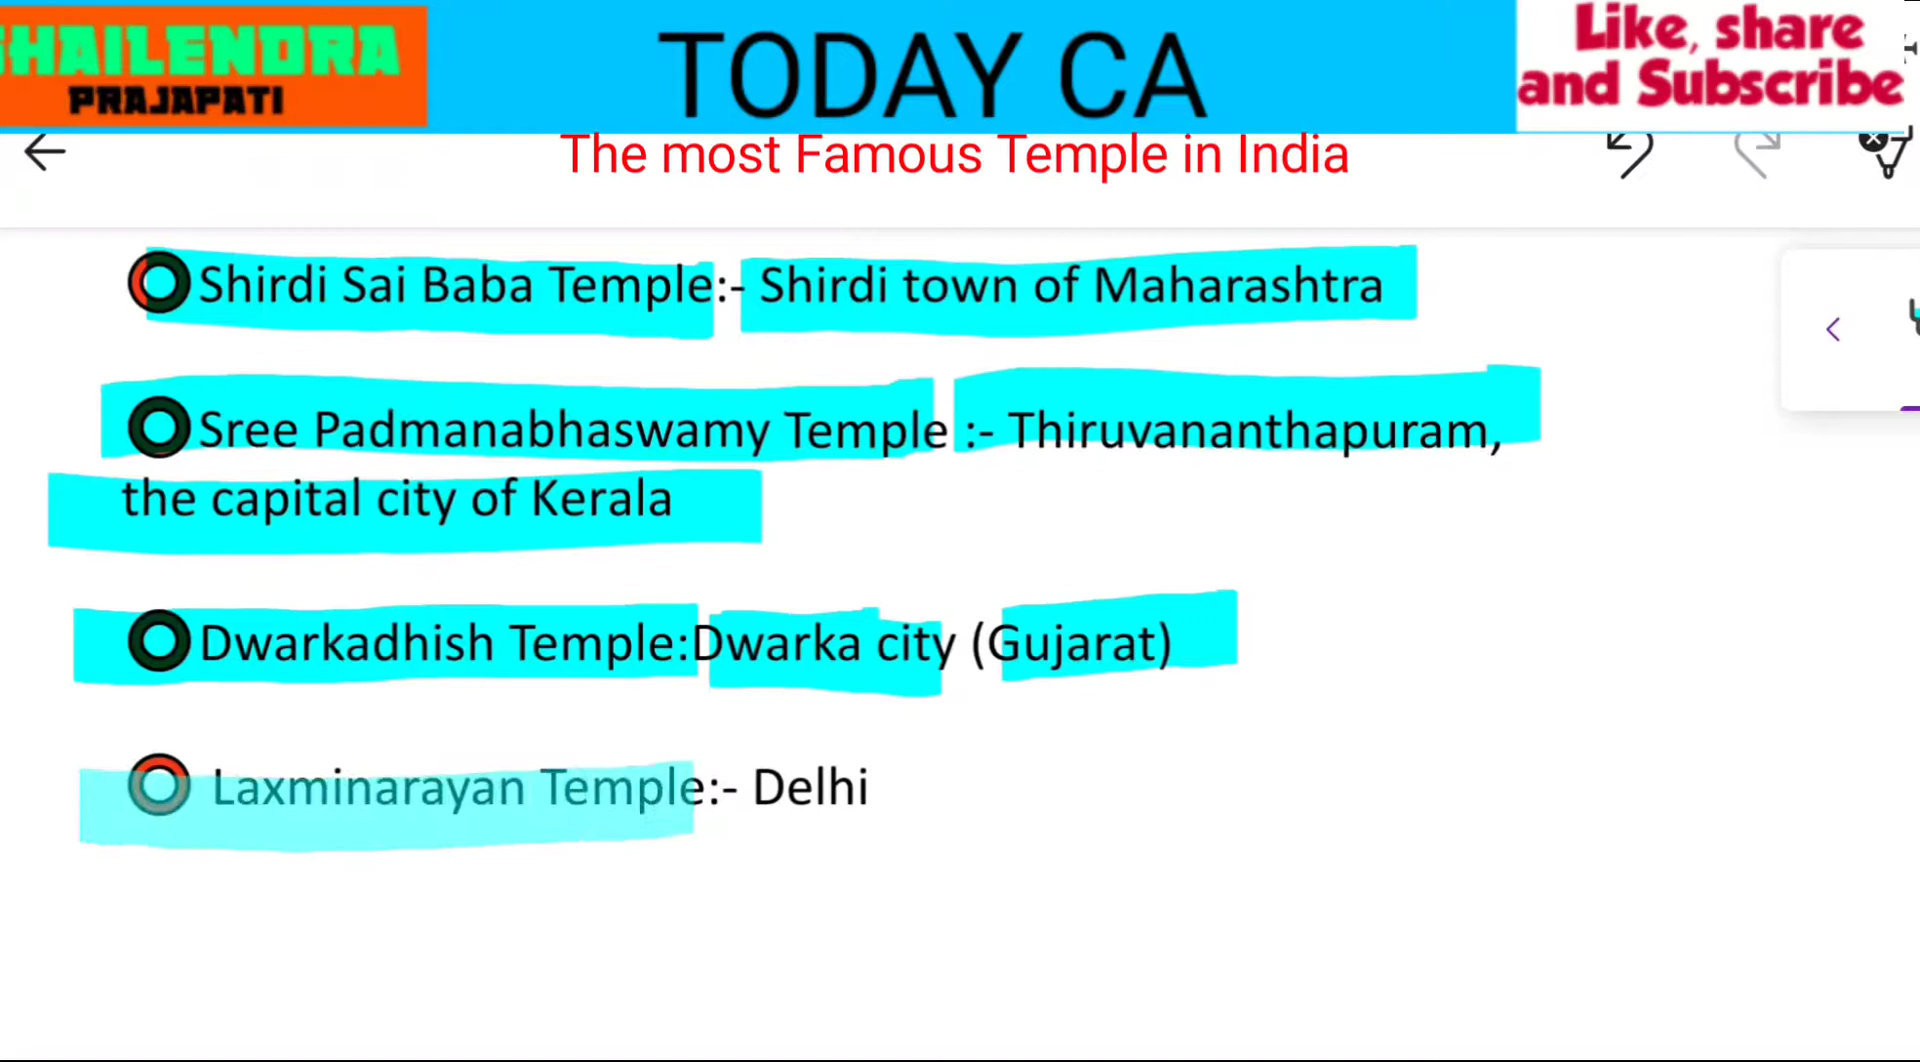 HAILENDRA
PRAJAPATI
TODAY CA
Like, share
and Subscribe
The most Famous Temple in India
Shirdi Sai Baba Temple:- Shirdi town of Maharashtra
Sree Padmanabhaswamy Temple :- Thiruvananthapuram,
the capital city of Kerala
Dwarkadhish Temple:Dwarka city (Gujarat)
Laxminarayan Temple:- Delhi